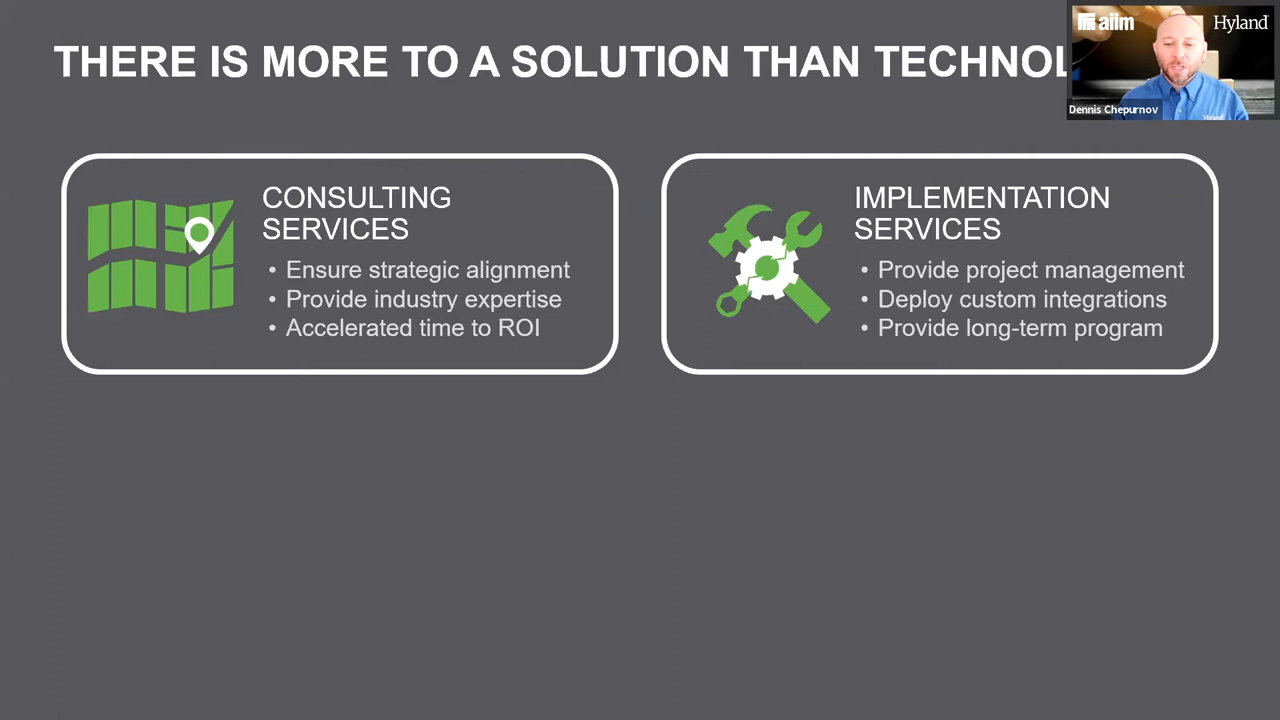 THERE IS MORE TO A SOLUTION THAN TECHNOL
aiim
Hyland
Dennis Chepurnov
Hyland
CONSULTING
SERVICES
• Ensure strategic alignment
• Provide industry expertise
• Accelerated time to ROI
IMPLEMENTATION
SERVICES
• Provide project management
• Deploy custom integrations
• Provide long-term program